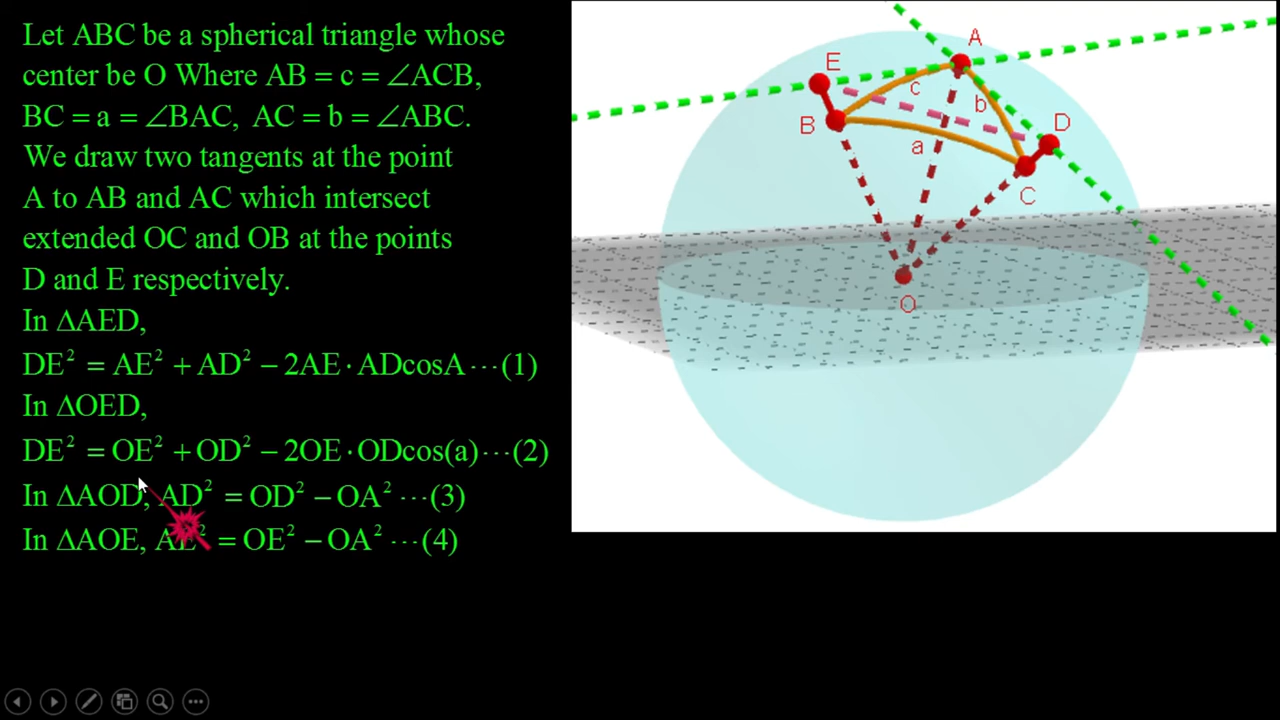 Let ABC be a spherical triangle whose
center be O Where AB = c = ∠ACB,
BC = a = ∠BAC, AC = b = ∠ABC.
We draw two tangents at the point
A to AB and AC which intersect
extended OC and OB at the points
D and E respectively.
In ΔAED,
DE² = AE² + AD² − 2AE · ADcosA ⋯(1)
In ΔOED,
DE² = OE² + OD² − 2OE · ODcos(a) ⋯(2)
In ΔAOD, AD² = OD² − OA² ⋯(3)
In ΔAOE, AE² = OE² − OA² ⋯(4)
A
E
c
b
B
D
a
C
O